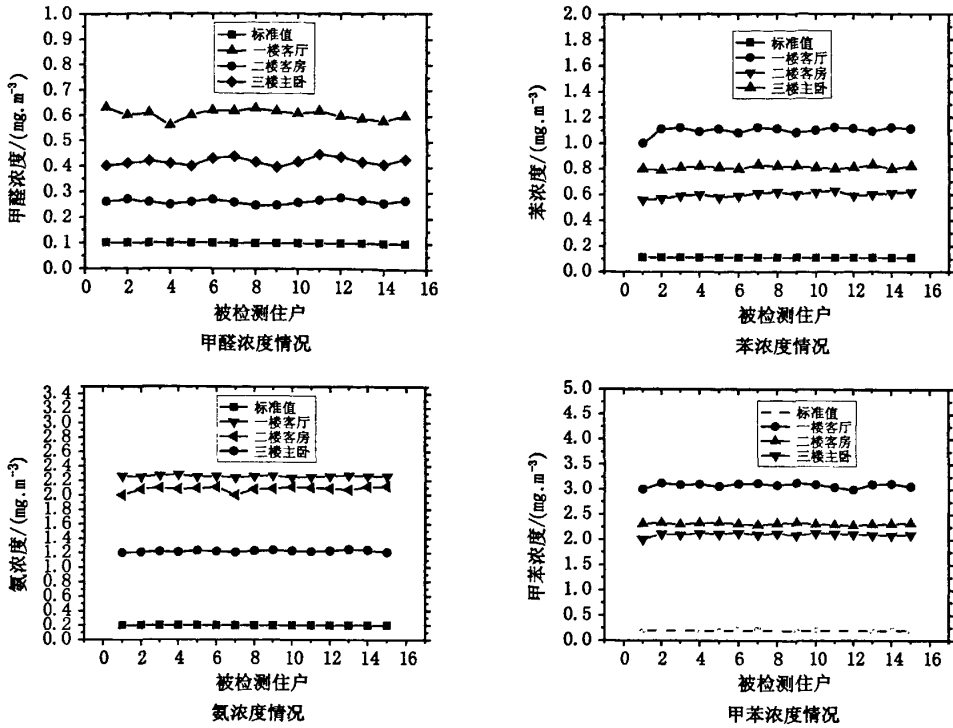 甲醛浓度/(mg.m⁻³)
1.0
0.9
0.8
0.7
0.6
0.5
0.4
0.3
0.2
0.1
0.0
标准值
一楼客厅
二楼客房
三楼主卧
0 2 4 6 8 10 12 14 16
被检测住户
甲醛浓度情况
苯浓度/(mg.m⁻³)
2.0
1.8
1.6
1.4
1.2
1.0
0.8
0.6
0.4
0.2
0.0
标准值
一楼客厅
二楼客房
三楼主卧
0 2 4 6 8 10 12 14 16
被检测住户
苯浓度情况
氨浓度/(mg.m⁻³)
3.4
3.2
3.0
2.8
2.6
2.4
2.2
2.0
1.8
1.6
1.4
1.2
1.0
0.8
0.6
0.4
0.2
0.0
标准值
一楼客厅
二楼客房
三楼主卧
0 2 4 6 8 10 12 14 16
被检测住户
氨浓度情况
甲苯浓度/(mg.m⁻³)
5.0
4.5
4.0
3.5
3.0
2.5
2.0
1.5
1.0
0.5
0.0
标准值
一楼客厅
二楼客房
三楼主卧
0 2 4 6 8 10 12 14 16
被检测住户
甲苯浓度情况